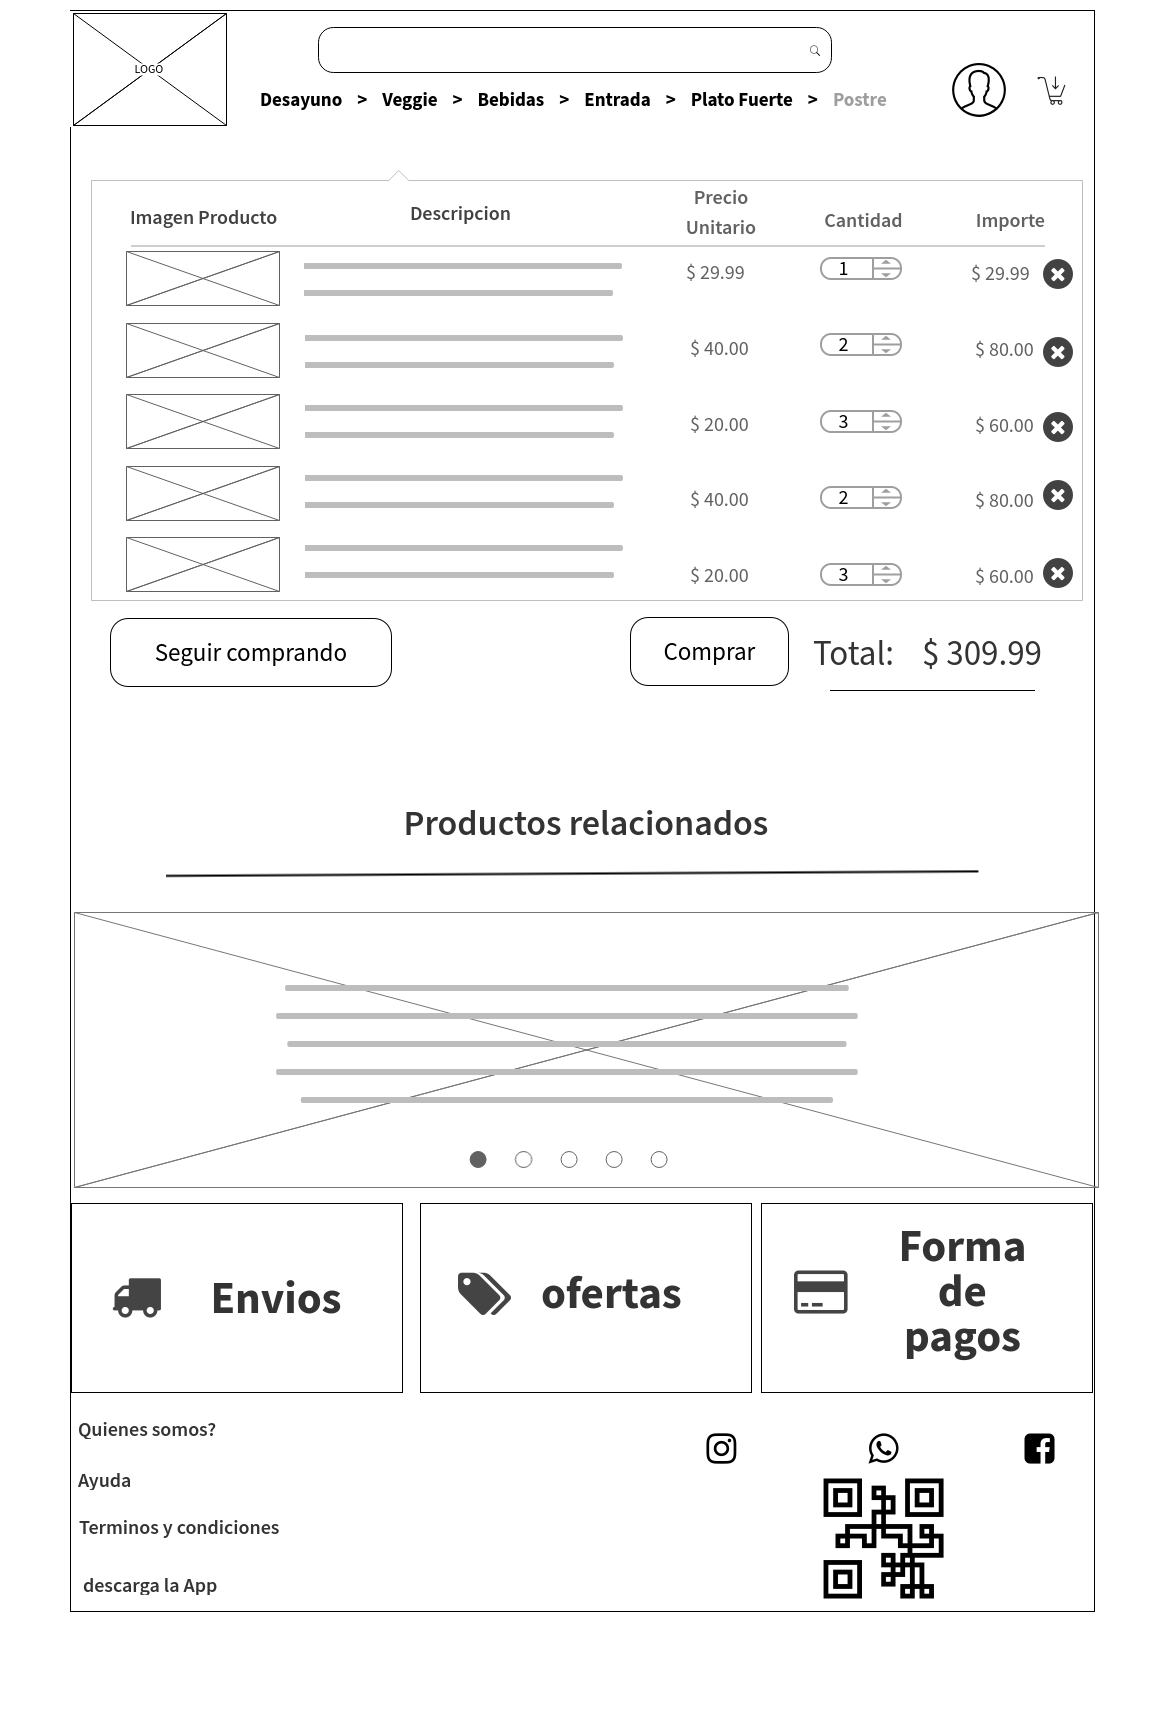 LOGO
Desayuno > Veggie > Bebidas > Entrada > Plato Fuerte > Postre
Imagen Producto
Descripcion
Precio
Unitario
Cantidad
Importe
$ 29.99 1 $ 29.99
$ 40.00 2 $ 80.00
$ 20.00 3 $ 60.00
$ 40.00 2 $ 80.00
$ 20.00 3 $ 60.00
Seguir comprando
Comprar
Total: $ 309.99
Productos relacionados
Envios
ofertas
Forma
de
pagos
Quienes somos?
Ayuda
Terminos y condiciones
descarga la App